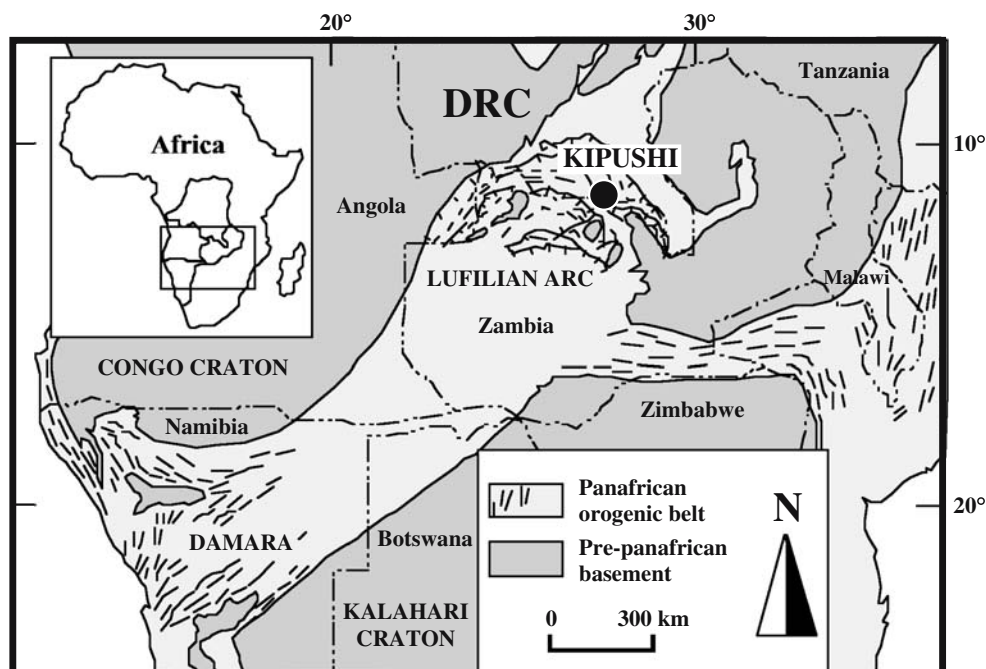 20° 30°
Tanzania
DRC
Africa
10°
KIPUSHI
Angola
Malawi
LUFILIAN ARC
Zambia
CONGO CRATON
Zimbabwe
Namibia
Panafrican
orogenic belt
N
20°
DAMARA
Botswana
Pre-panafrican
basement
KALAHARI
CRATON
0 300 km